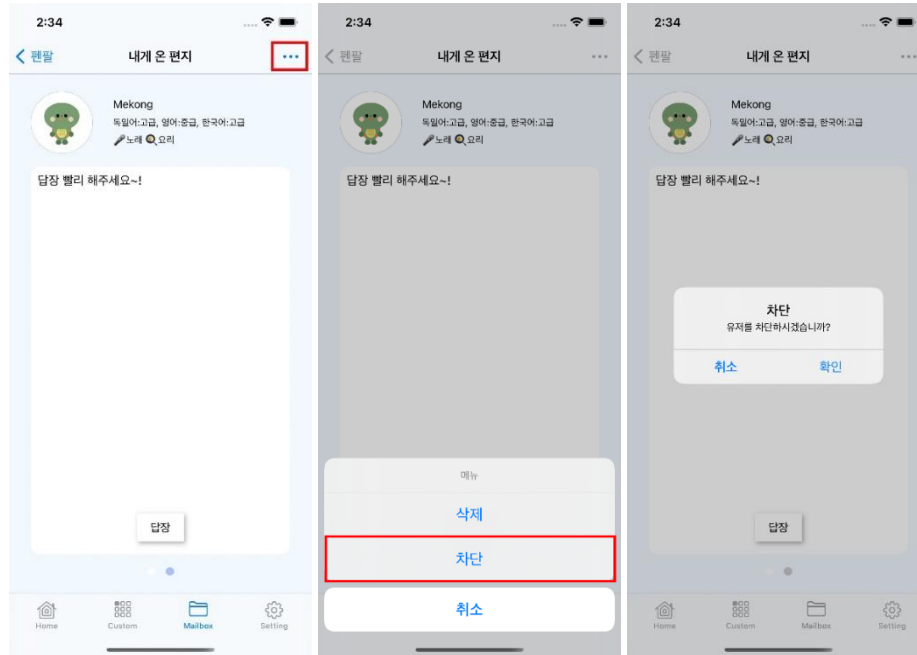 2:34
펜팔
내게 온 편지
Mekong
독일어:고급, 영어:중급, 한국어:고급
🎤노래 🍳요리
답장 빨리 해주세요~!
답장
Home
Custom
Mailbox
Setting
2:34
펜팔
내게 온 편지
Mekong
독일어:고급, 영어:중급, 한국어:고급
🎤노래 🍳요리
답장 빨리 해주세요~!
메뉴
삭제
차단
취소
2:34
펜팔
내게 온 편지
Mekong
독일어:고급, 영어:중급, 한국어:고급
🎤노래 🍳요리
답장 빨리 해주세요~!
차단
유저를 차단하시겠습니까?
취소 확인
답장
Home
Custom
Mailbox
Setting